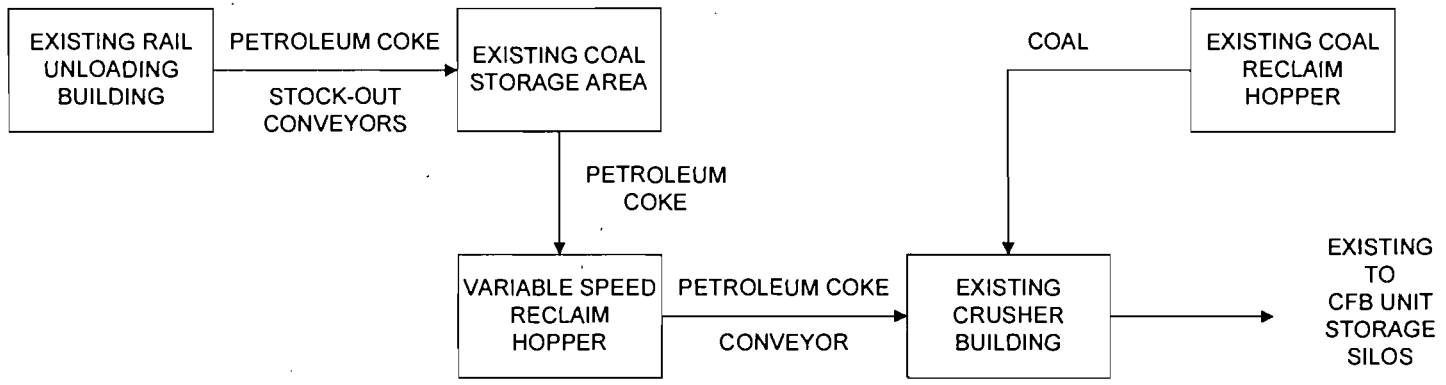 EXISTING RAIL
UNLOADING
BUILDING
PETROLEUM COKE
STOCK-OUT
CONVEYORS
EXISTING COAL
STORAGE AREA
COAL
EXISTING COAL
RECLAIM
HOPPER
PETROLEUM
COKE
VARIABLE SPEED
RECLAIM
HOPPER
PETROLEUM COKE
CONVEYOR
EXISTING
CRUSHER
BUILDING
EXISTING
TO
CFB UNIT
STORAGE
SILOS